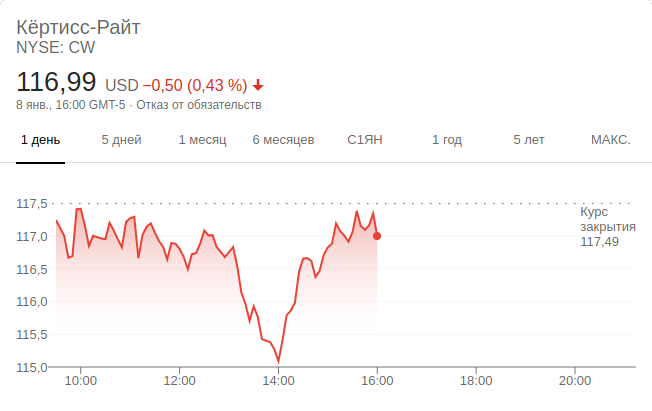 Кёртисс-Райт
NYSE: CW
116,99 USD −0,50 (0,43 %)
8 янв., 16:00 GMT-5 · Отказ от обязательств
1 день 5 дней 1 месяц 6 месяцев С1ЯН 1 год 5 лет МАКС.
117,5
Курс
закрытия
117,49
117,0
116,5
116,0
115,5
115,0
10:00 12:00 14:00 16:00 18:00 20:00